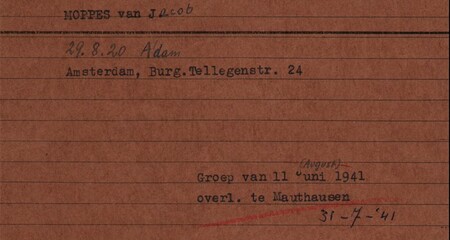 MOPPES van Jacob
29.8.20 A'dam
Amsterdam, Burg.Tellegenstr. 24
(August)
Groep van 11 Juni 1941
overl. te Mauthausen
31-7-'41